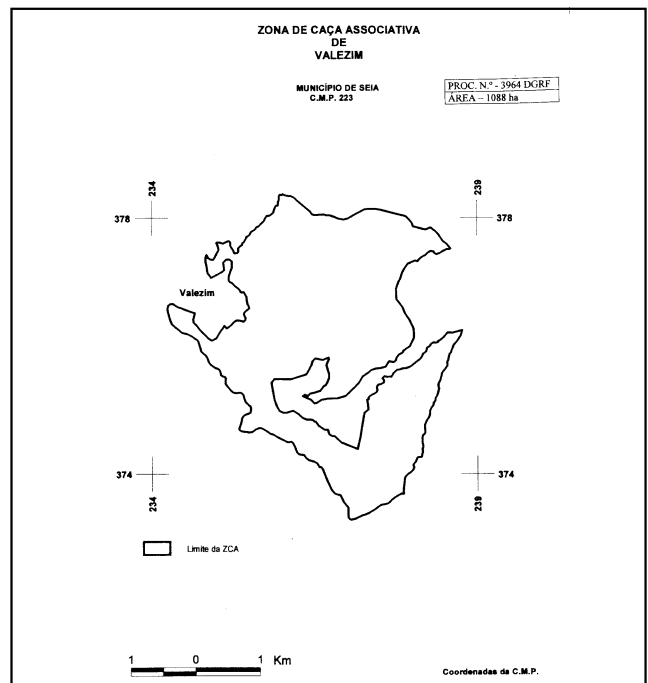 ZONA DE CAÇA ASSOCIATIVA
DE
VALEZIM
MUNICÍPIO DE SEIA
C.M.P. 223
PROC. N.º - 3964 DGRF
ÁREA – 1088 ha
234
239
378
378
Valezim
374
374
234
239
Limite da ZCA
1 0 1 Km
Coordenadas da C.M.P.